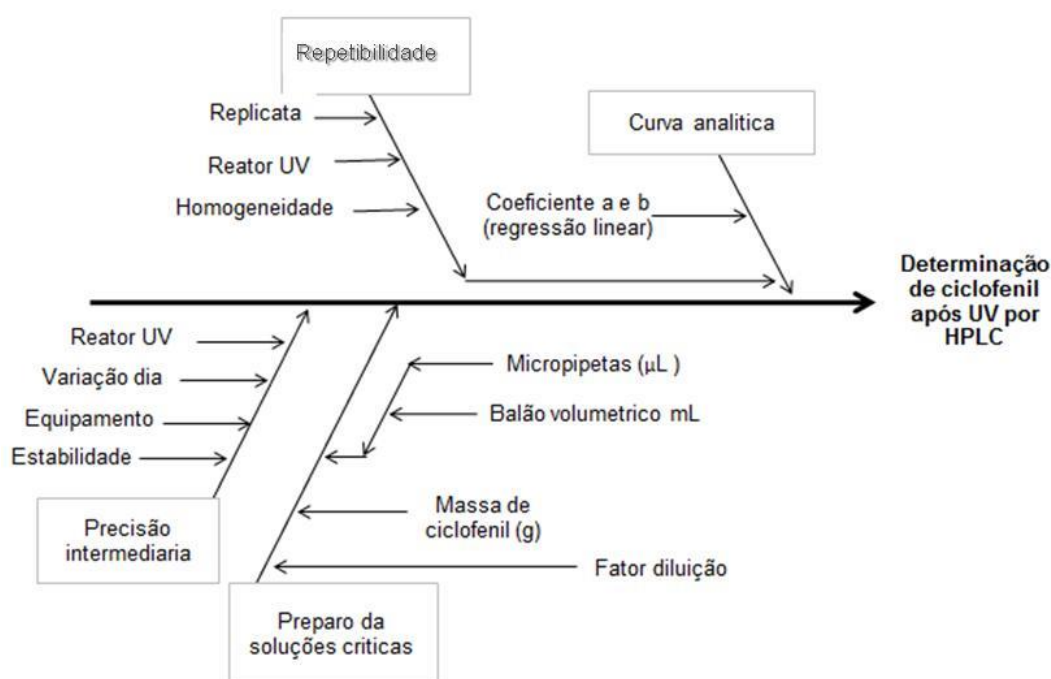 Repetibilidade
Replicata
Reator UV
Homogeneidade
Curva analitica
Coeficiente a e b
(regressão linear)
Determinação
de ciclofenil
após UV por
HPLC
Reator UV
Variação dia
Equipamento
Estabilidade
Precisão
intermediaria
Micropipetas (µL )
Balão volumetrico mL
Massa de
ciclofenil (g)
Fator diluição
Preparo da
soluções criticas